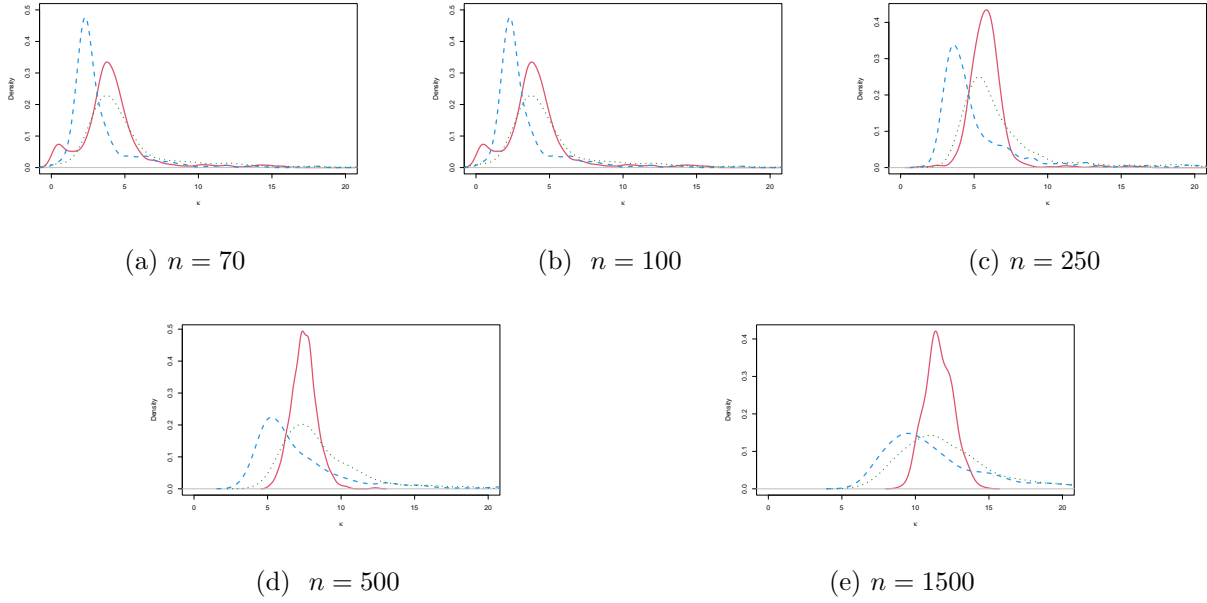 0.5
0.4
0.3
0.2
0.1
0.0
Density
0 5 10 15 20
κ
(a) n = 70
0.5
0.4
0.3
0.2
0.1
0.0
Density
0 5 10 15 20
κ
(b) n = 100
0.4
0.3
0.2
0.1
0.0
Density
0 5 10 15 20
κ
(c) n = 250
0.5
0.4
0.3
0.2
0.1
0.0
Density
0 5 10 15 20
κ
(d) n = 500
0.4
0.3
0.2
0.1
0.0
Density
0 5 10 15 20
κ
(e) n = 1500